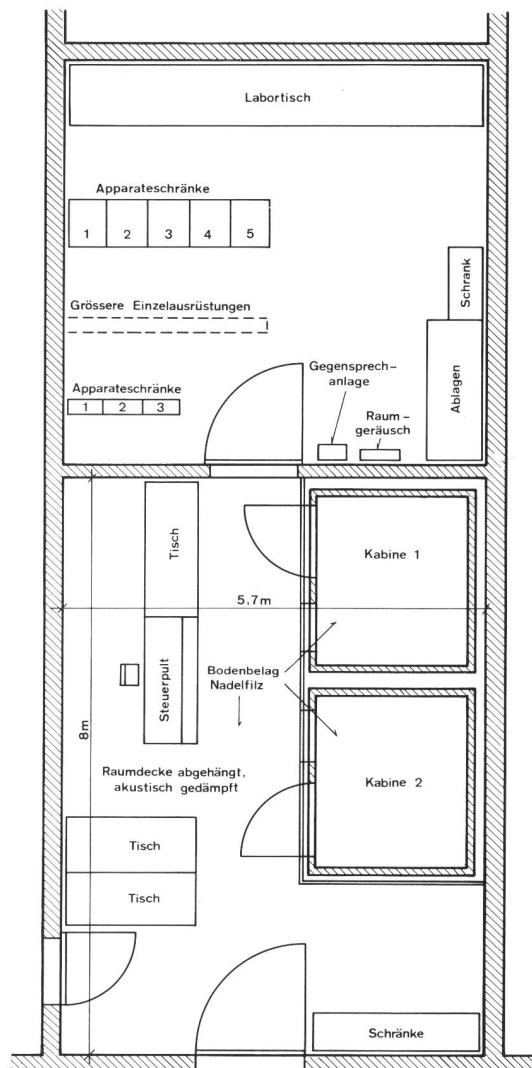 Labortisch
Apparateschränke
1 2 3 4 5
Grössere Einzelausrüstungen
Schrank
Ablagen
Apparateschränke
1 2 3
Gegensprech-
anlage
Raum-
geräusch
Tisch
Kabine 1
5,7m
Steuerpult
Bodenbelag
Nadelfilz
8m
Raumdecke abgehängt,
akustisch gedämpft
Kabine 2
Tisch
Tisch
Schränke